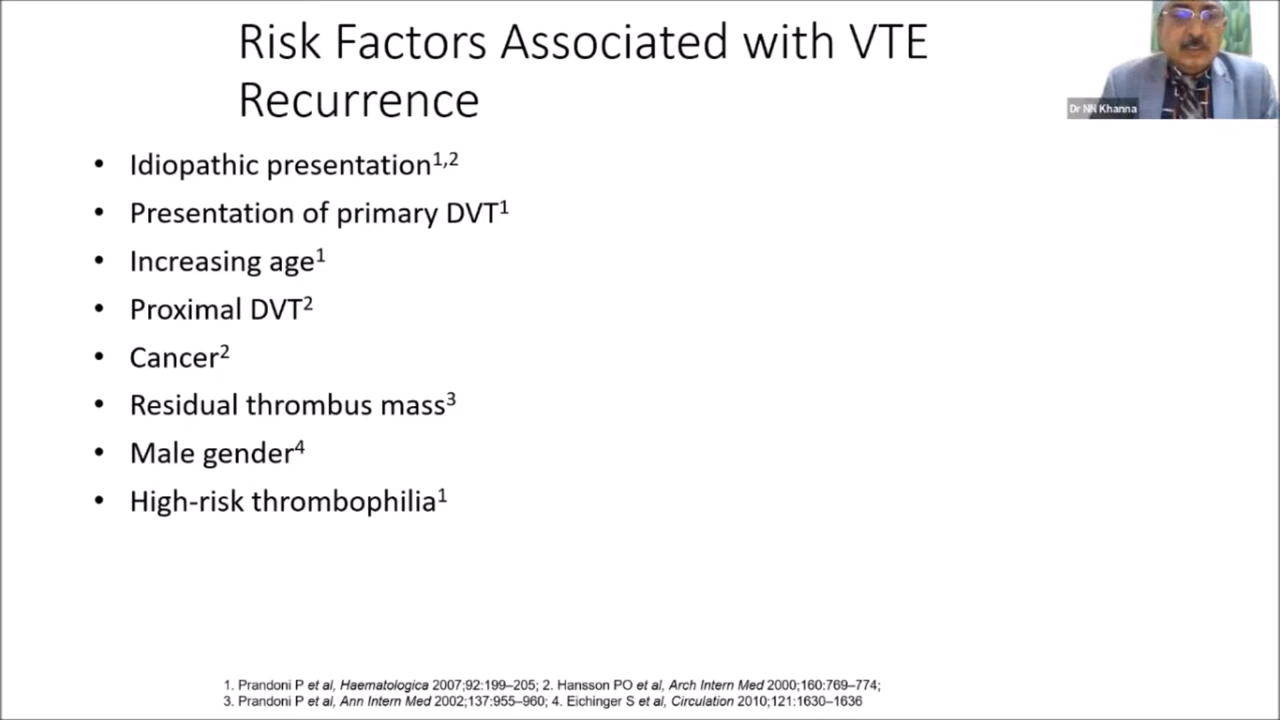 Risk Factors Associated with VTE
Recurrence
Dr NN Khanna
• Idiopathic presentation1,2
• Presentation of primary DVT1
• Increasing age1
• Proximal DVT2
• Cancer2
• Residual thrombus mass3
• Male gender4
• High-risk thrombophilia1
1. Prandoni P et al, Haematologica 2007;92:199–205; 2. Hansson PO et al, Arch Intern Med 2000;160:769–774;
3. Prandoni P et al, Ann Intern Med 2002;137:955–960; 4. Eichinger S et al, Circulation 2010;121:1630–1636